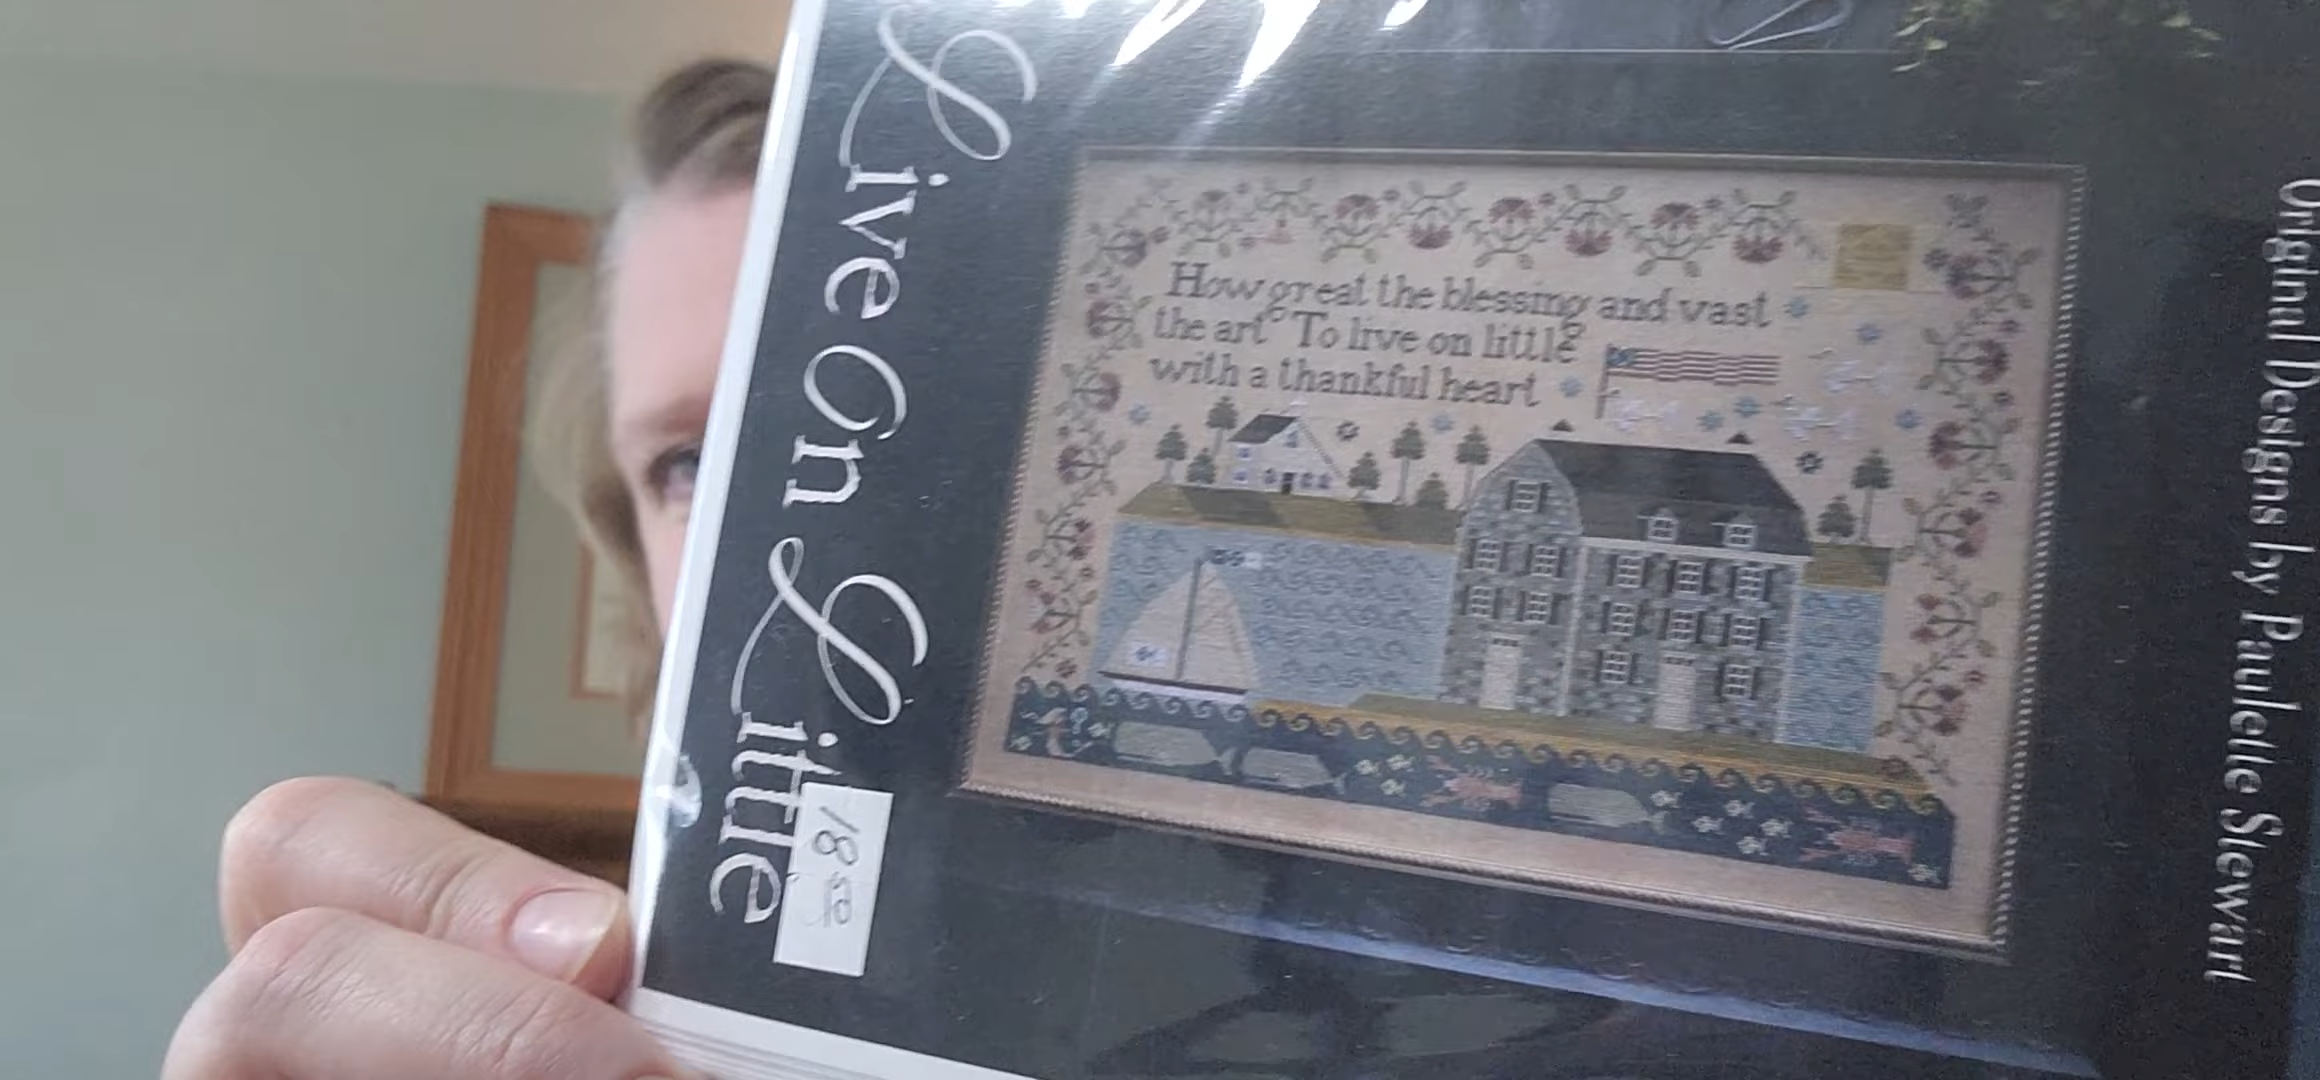 Live On Little
18.50
How great the blessing and vast
the art To live on little
with a thankful heart
Original Designs by Paulette Stewart